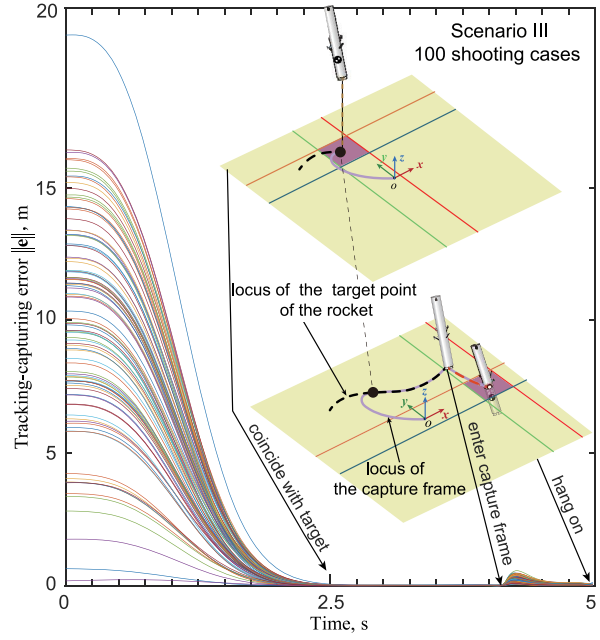 20
15
10
5
0
Tracking-capturing error ||e||, m
Scenario III
100 shooting cases
y
z
x
o
locus of the target point
of the rocket
y
z
x
o
locus of
the capture frame
coincide with target
enter capture frame
hang on
0
2.5
5
Time, s